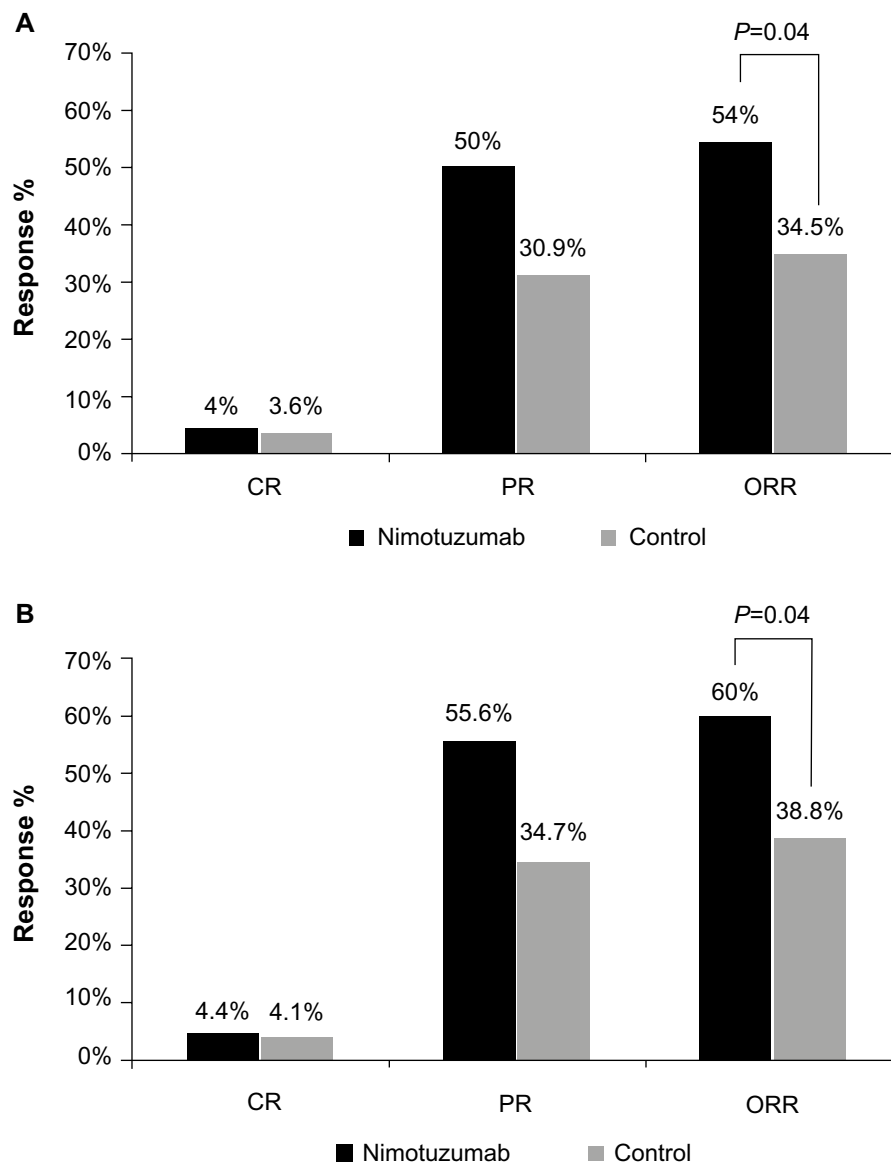 A
P=0.04
70%
60%
50%
40%
30%
20%
10%
0%
Response %
4%
3.6%
50%
30.9%
54%
34.5%
CR
PR
ORR
Nimotuzumab
Control
B
P=0.04
70%
60%
50%
40%
30%
20%
10%
0%
Response %
4.4%
4.1%
55.6%
34.7%
60%
38.8%
CR
PR
ORR
Nimotuzumab
Control